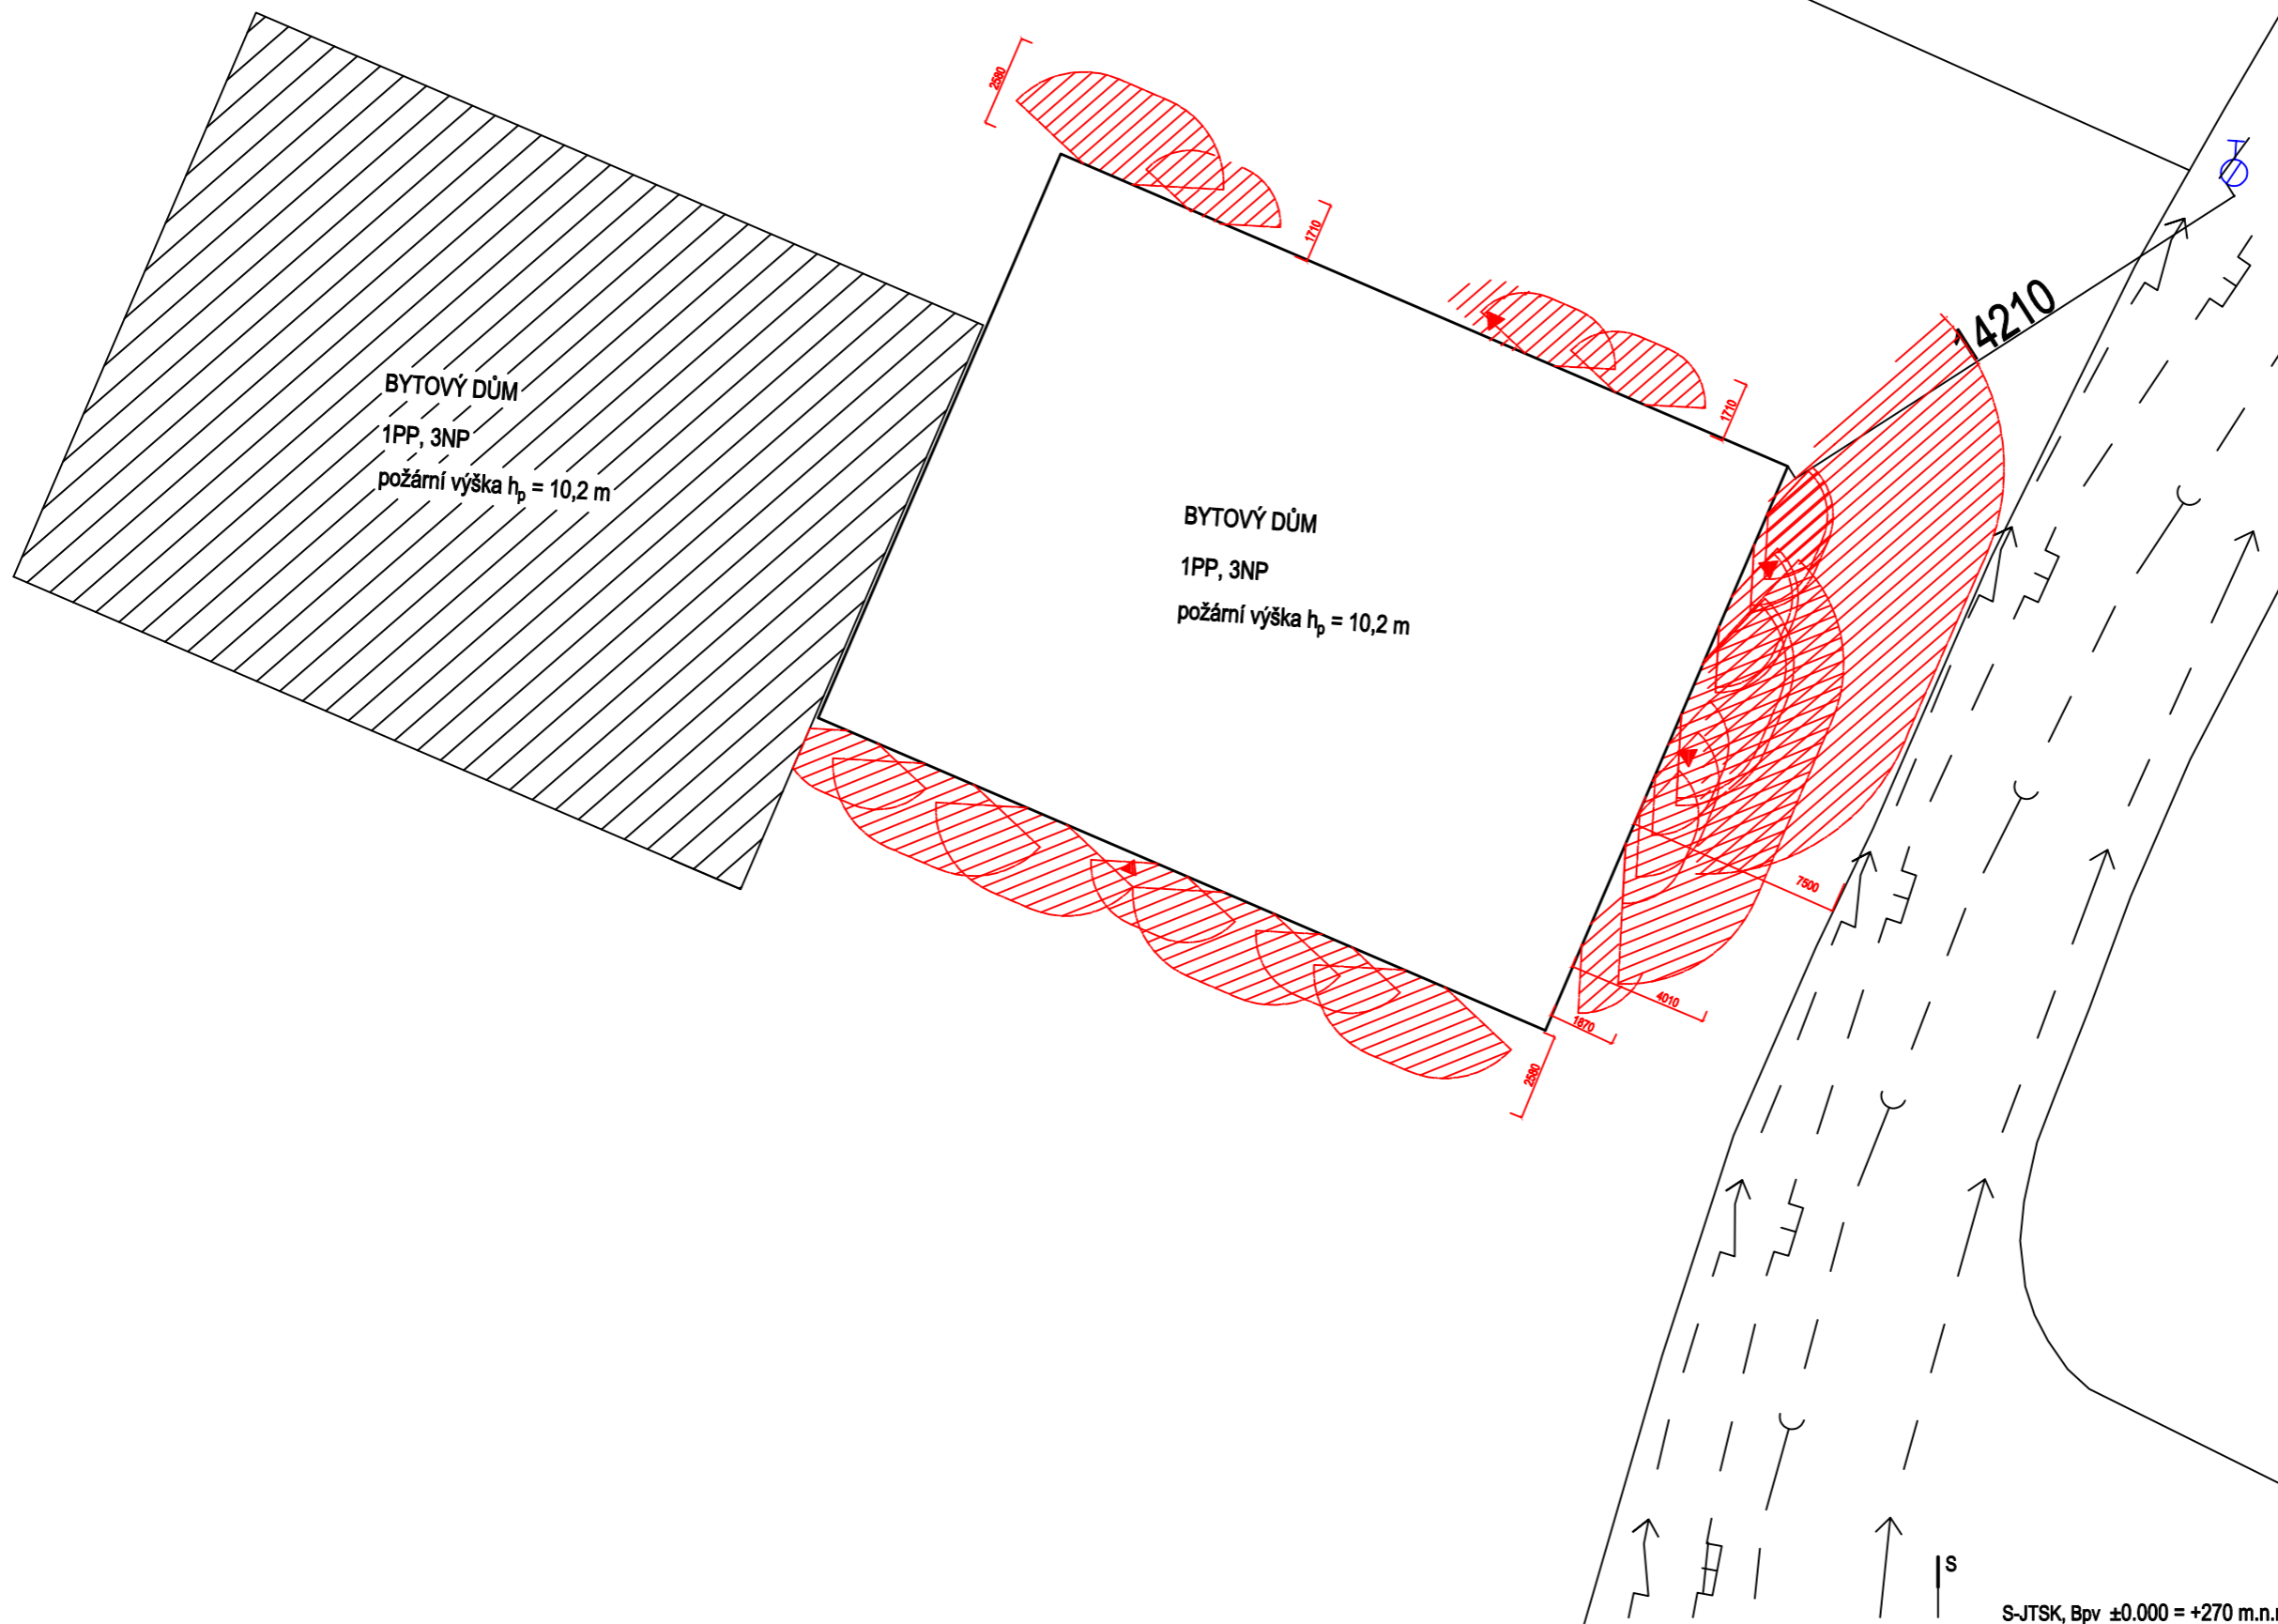 2580
1710
14210
1710
BYTOVÝ DŮM
1PP, 3NP
požární výška hp = 10,2 m
BYTOVÝ DŮM
1PP, 3NP
požární výška hp = 10,2 m
7500
4010
1870
2580
S
S-JTSK, Bpv ±0.000 = +270 m.n.